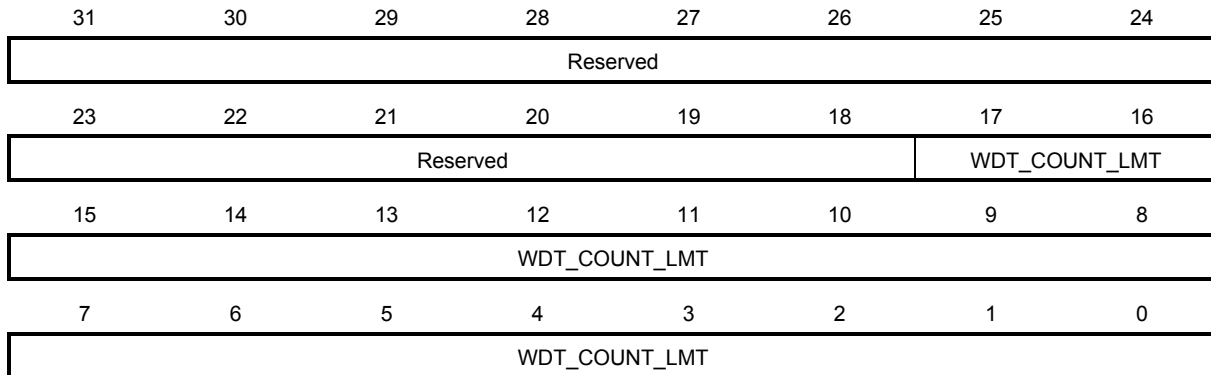 31 30 29 28 27 26 25 24
Reserved
23 22 21 20 19 18 17 16
Reserved WDT_COUNT_LMT
15 14 13 12 11 10 9 8
WDT_COUNT_LMT
7 6 5 4 3 2 1 0
WDT_COUNT_LMT